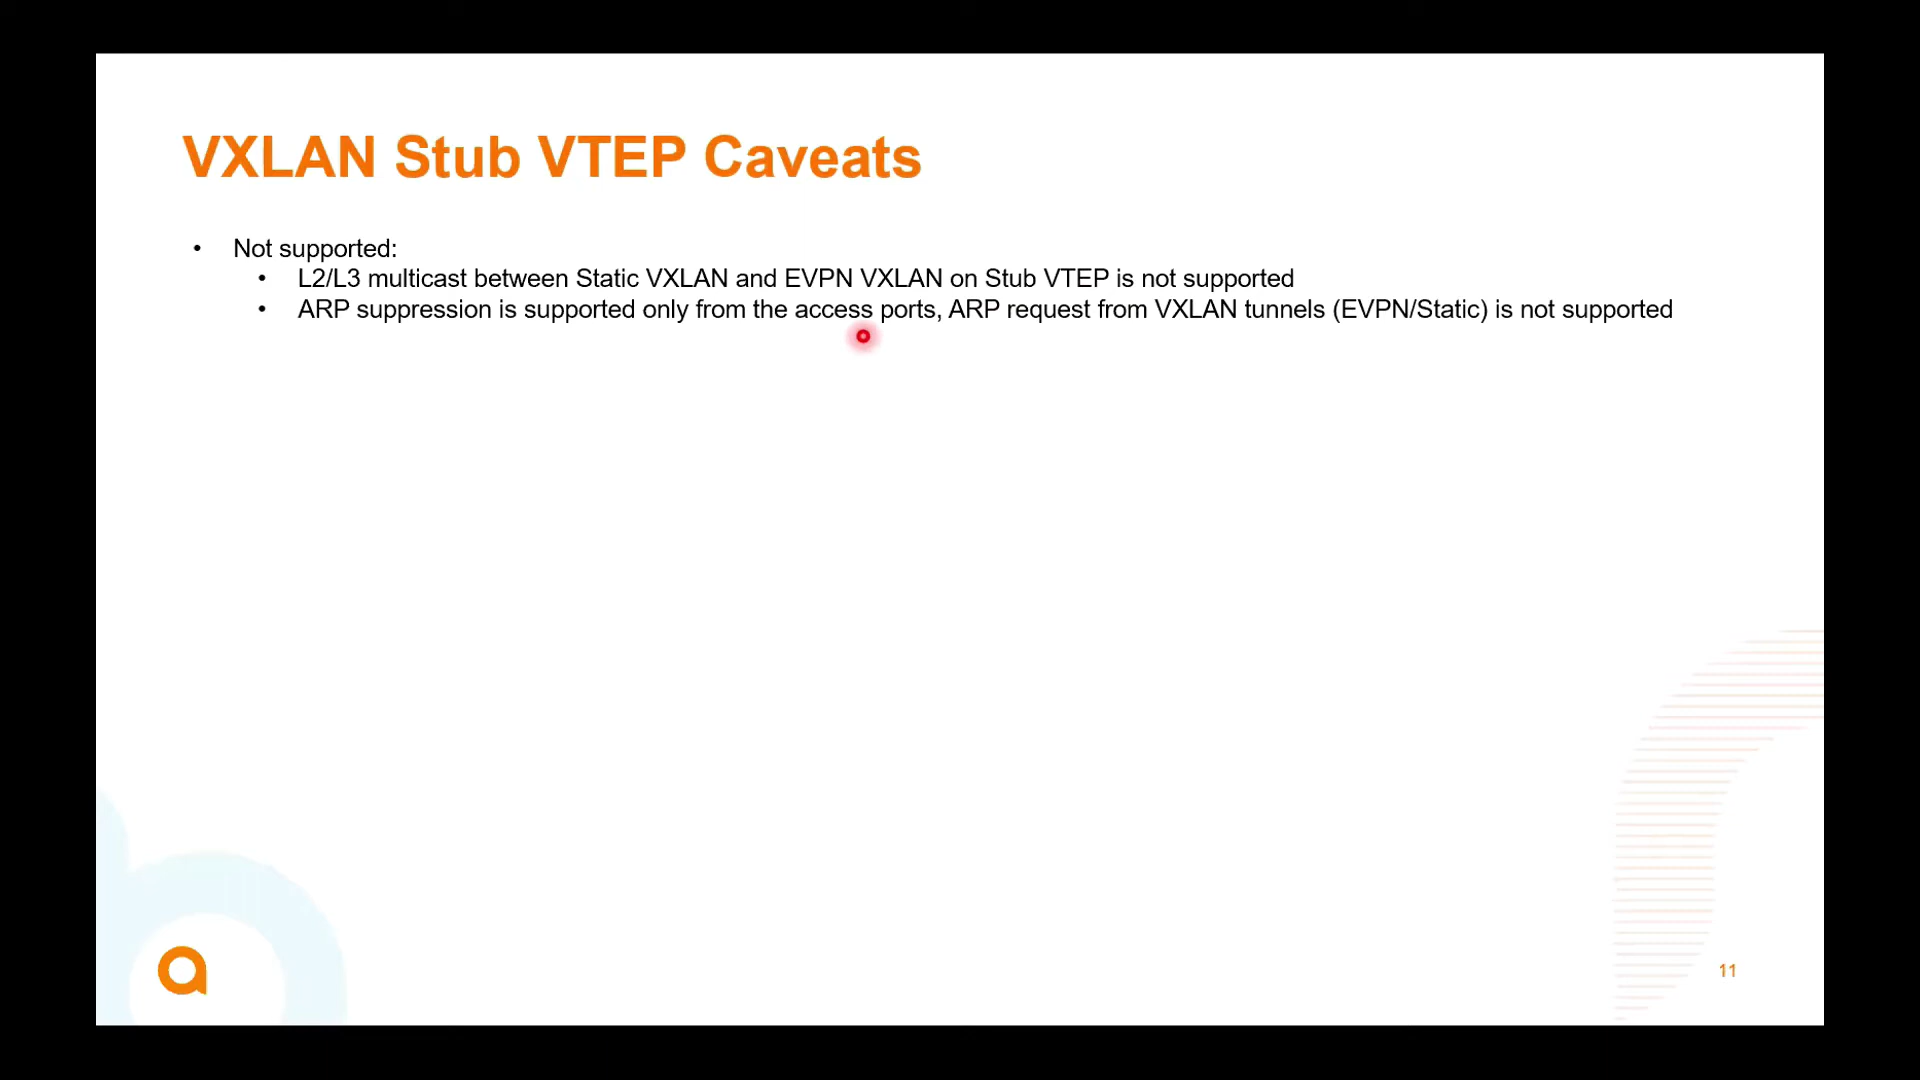 VXLAN Stub VTEP Caveats
• Not supported:
• L2/L3 multicast between Static VXLAN and EVPN VXLAN on Stub VTEP is not supported
• ARP suppression is supported only from the access ports, ARP request from VXLAN tunnels (EVPN/Static) is not supported
11